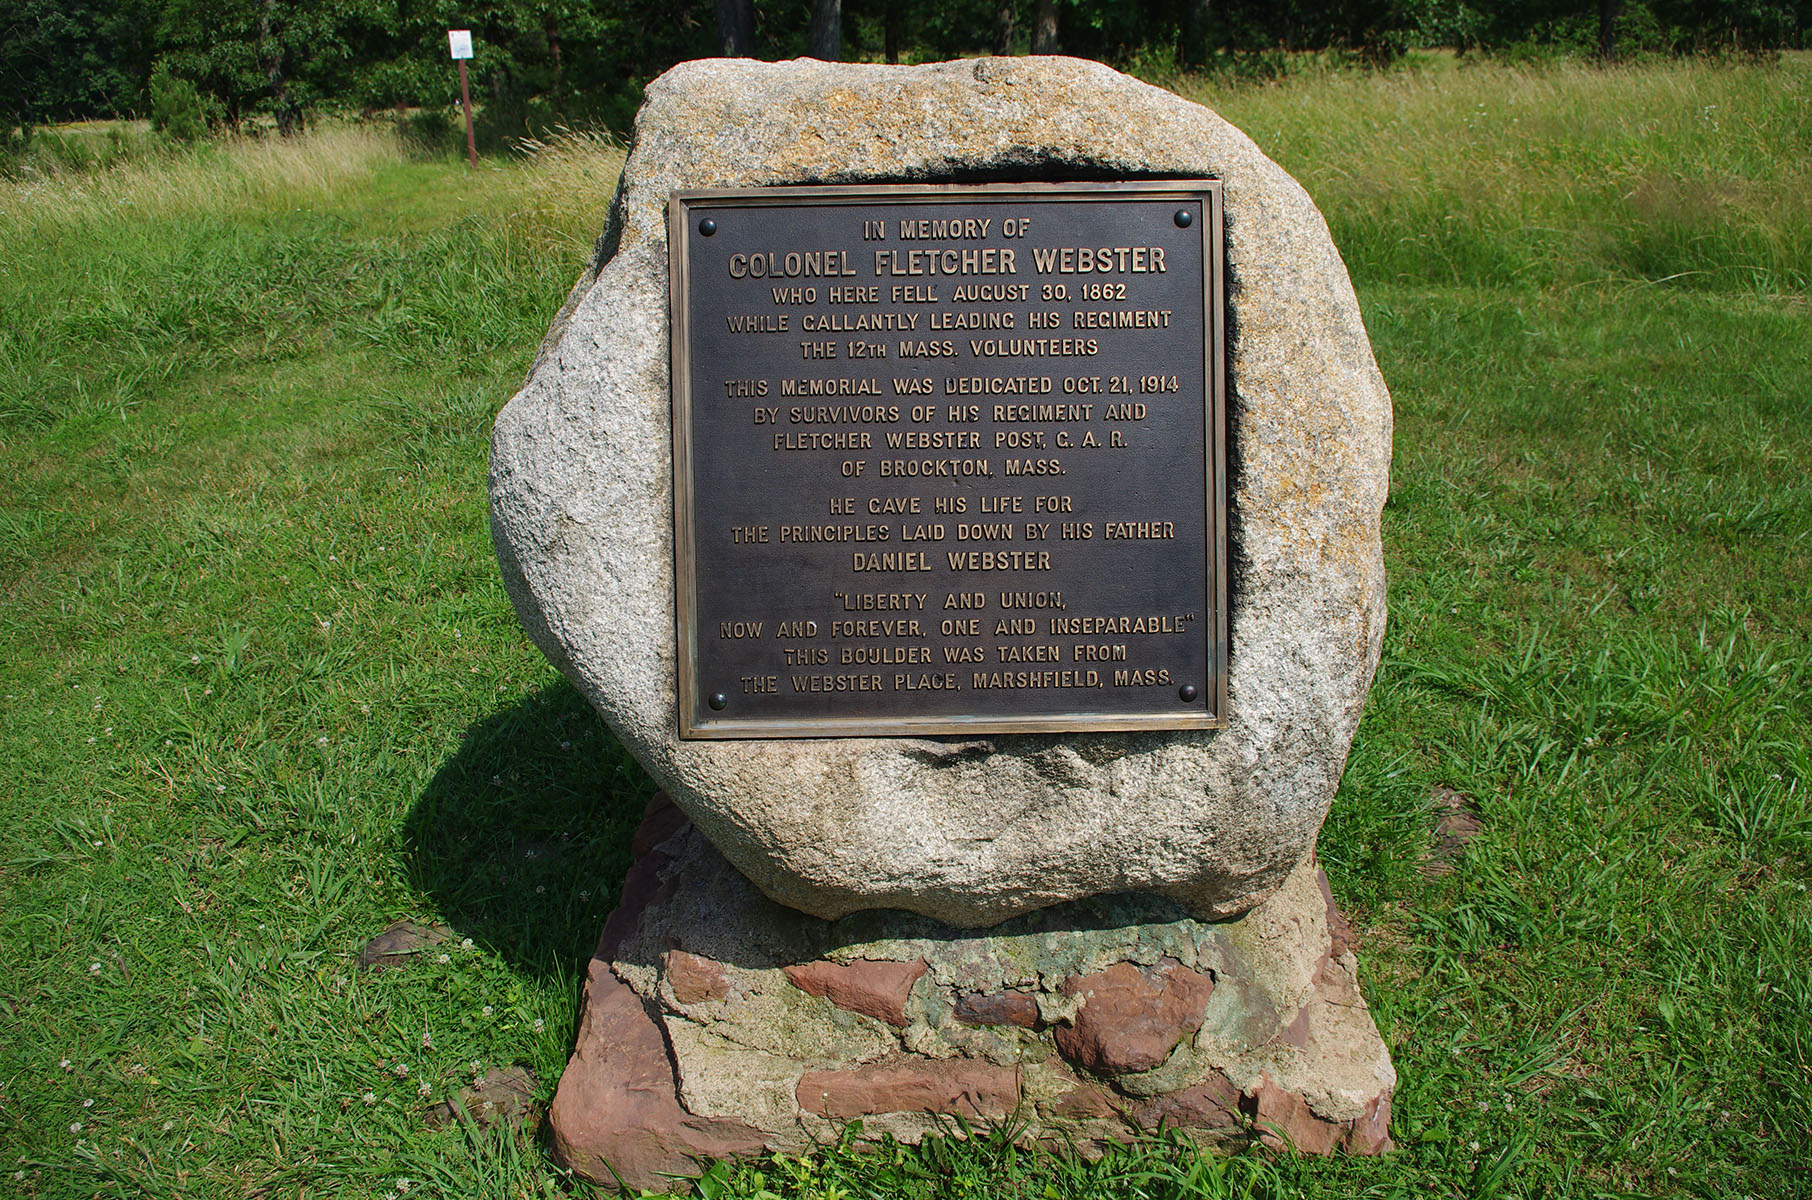 IN MEMORY OF
COLONEL FLETCHER WEBSTER
WHO HERE FELL AUGUST 30, 1862
WHILE GALLANTLY LEADING HIS REGIMENT
THE 12TH MASS. VOLUNTEERS
THIS MEMORIAL WAS DEDICATED OCT. 21, 1914
BY SURVIVORS OF HIS REGIMENT AND
FLETCHER WEBSTER POST, G. A. R.
OF BROCKTON, MASS.
HE GAVE HIS LIFE FOR
THE PRINCIPLES LAID DOWN BY HIS FATHER
DANIEL WEBSTER
"LIBERTY AND UNION,
NOW AND FOREVER, ONE AND INSEPARABLE"
THIS BOULDER WAS TAKEN FROM
THE WEBSTER PLACE, MARSHFIELD, MASS.